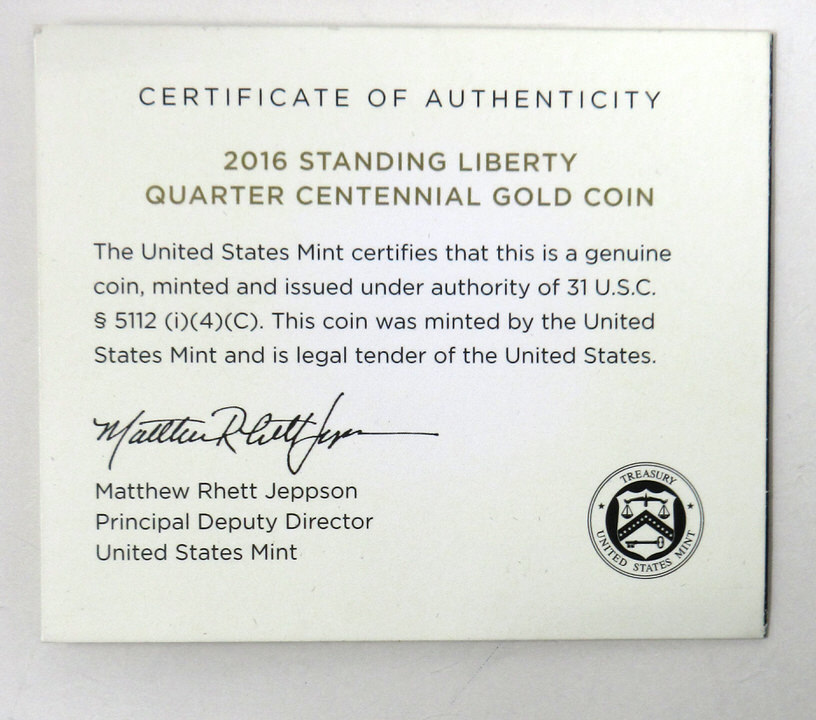 CERTIFICATE OF AUTHENTICITY
2016 STANDING LIBERTY
QUARTER CENTENNIAL GOLD COIN
The United States Mint certifies that this is a genuine
coin, minted and issued under authority of 31 U.S.C.
§ 5112 (i)(4)(C). This coin was minted by the United
States Mint and is legal tender of the United States.
Matthew Rhett Jeppson
Matthew Rhett Jeppson
Principal Deputy Director
United States Mint
TREASURY
UNITED STATES MINT